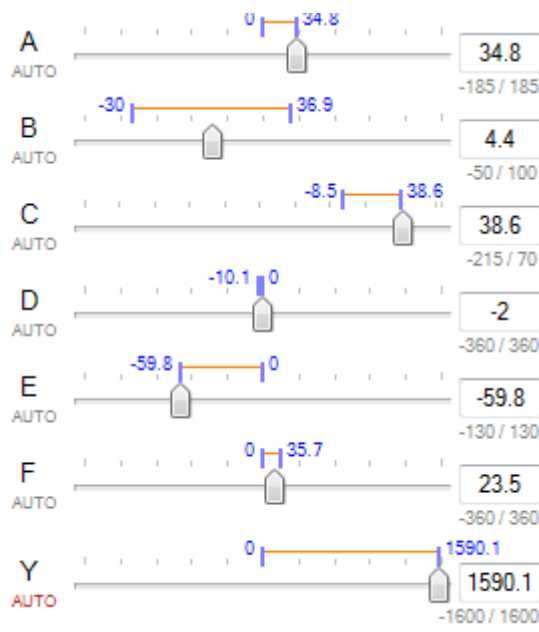 0 34.8
A
AUTO
34.8
-185 / 185
-30 36.9
B
AUTO
4.4
-50 / 100
-8.5 38.6
C
AUTO
38.6
-215 / 70
-10.1 0
D
AUTO
-2
-360 / 360
-59.8 0
E
AUTO
-59.8
-130 / 130
0 35.7
F
AUTO
23.5
-360 / 360
0 1590.1
Y
AUTO
1590.1
-1600 / 1600